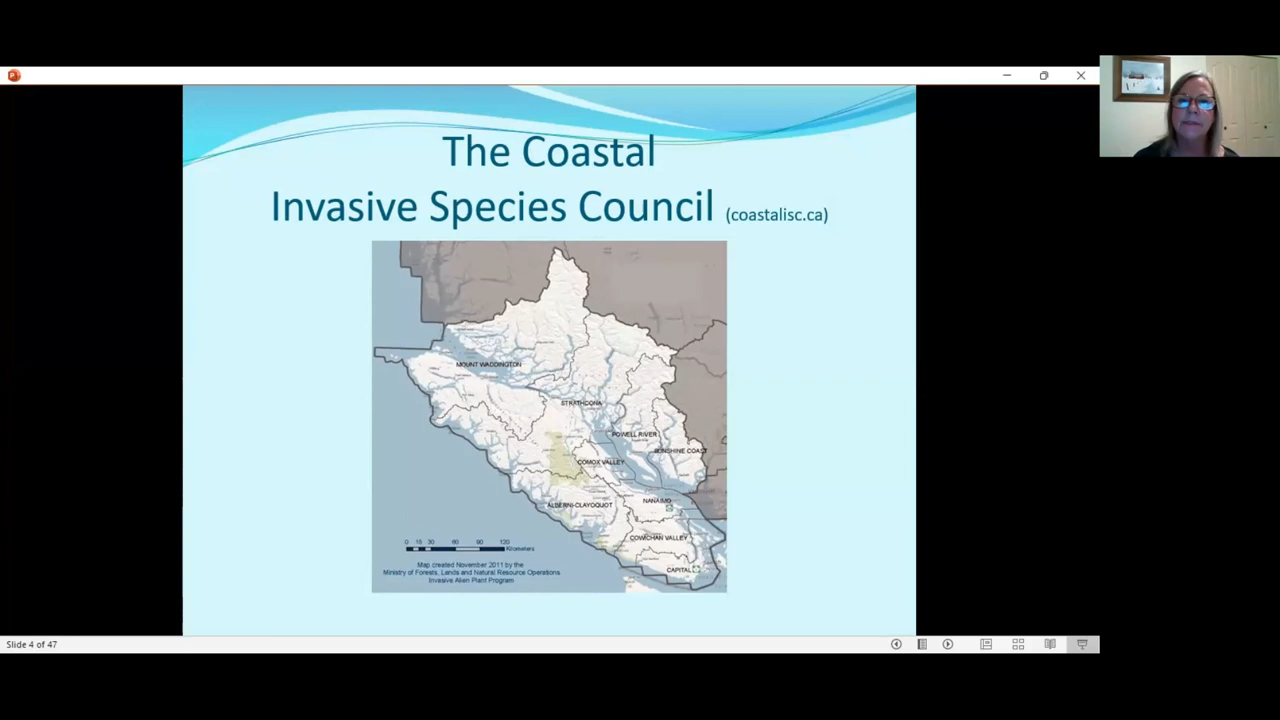 The Coastal
Invasive Species Council (coastalisc.ca)
MOUNT WADDINGTON
STRATHCONA
POWELL RIVER
SUNSHINE COAST
COMOX VALLEY
NANAIMO
ALBERNI-CLAYOQUOT
COWICHAN VALLEY
CAPITAL
0 15 30 60 90 120
Kilometers
Map created November 2011 by the
Ministry of Forests, Lands and Natural Resource Operations
Invasive Alien Plant Program
Slide 4 of 47